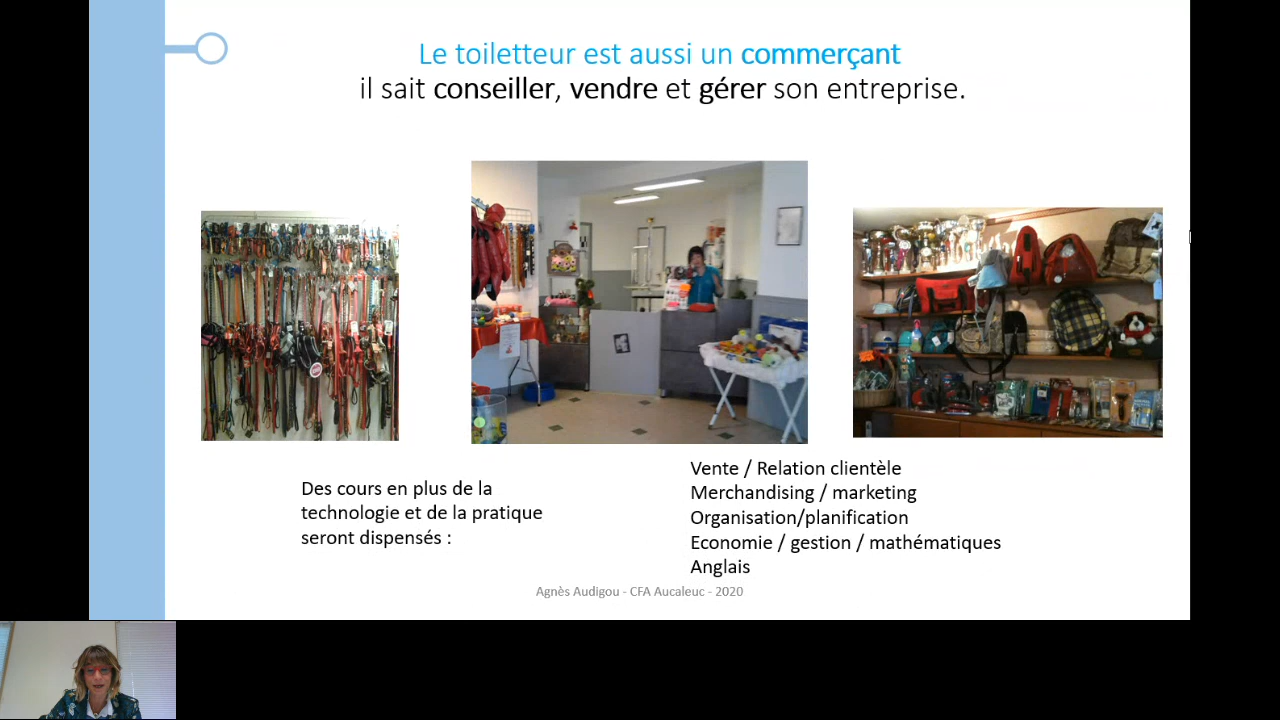 Le toiletteur est aussi un commerçant
il sait conseiller, vendre et gérer son entreprise.
Des cours en plus de la
technologie et de la pratique
seront dispensés :
Vente / Relation clientèle
Merchandising / marketing
Organisation/planification
Economie / gestion / mathématiques
Anglais
Agnès Audigou - CFA Aucaleuc - 2020